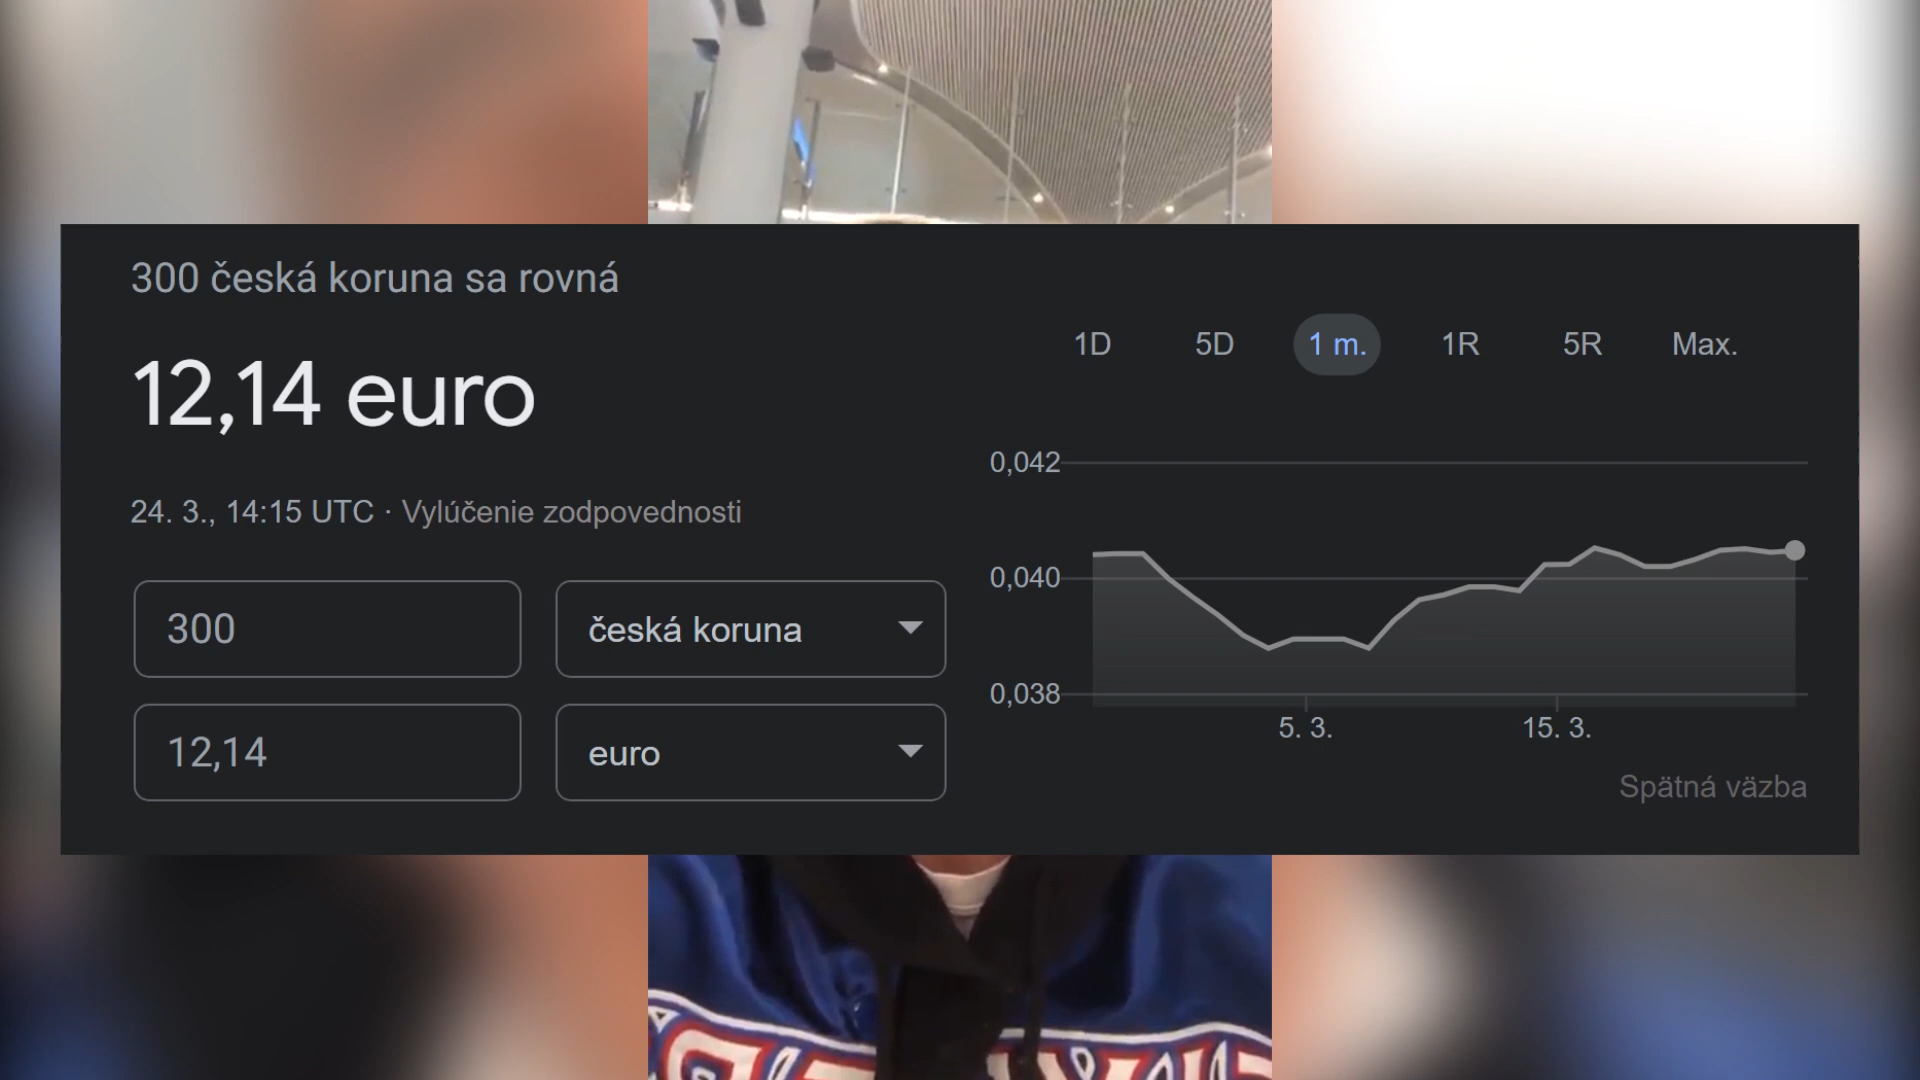 300 česká koruna sa rovná
12,14 euro
24. 3., 14:15 UTC · Vylúčenie zodpovednosti
300
česká koruna
12,14
euro
1D 5D 1 m. 1R 5R Max.
0,042
0,040
0,038
5. 3. 15. 3.
Spätná väzba